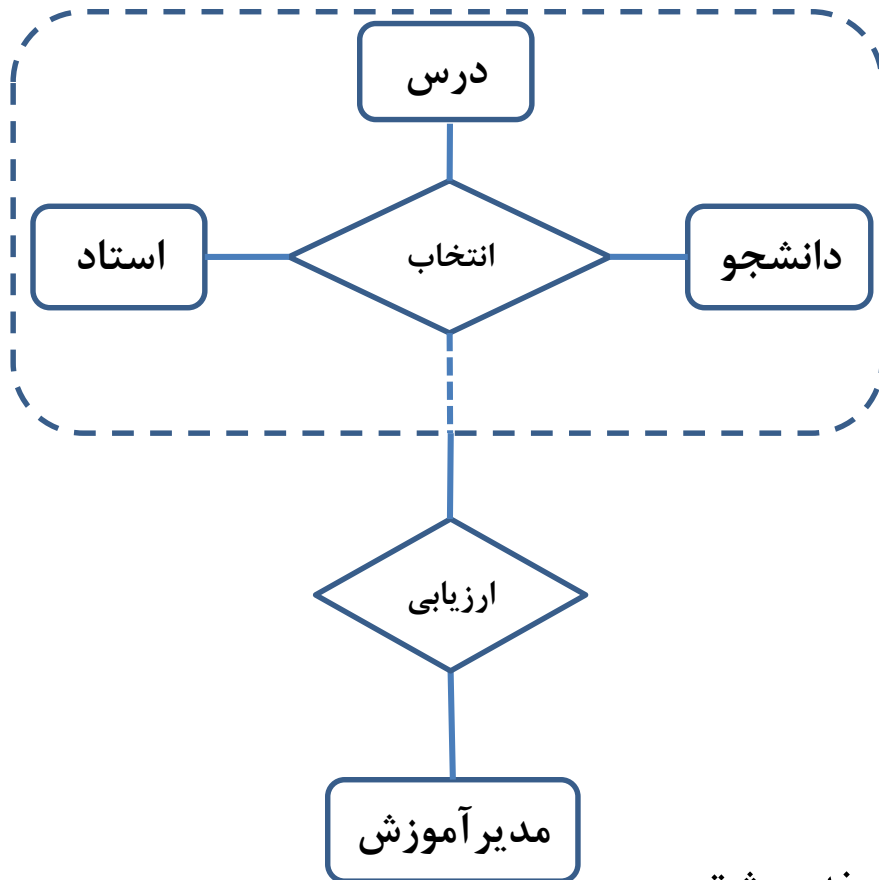 درس
دانشجو
انتخاب
استاد
ارزیابی
مدیرآموزش